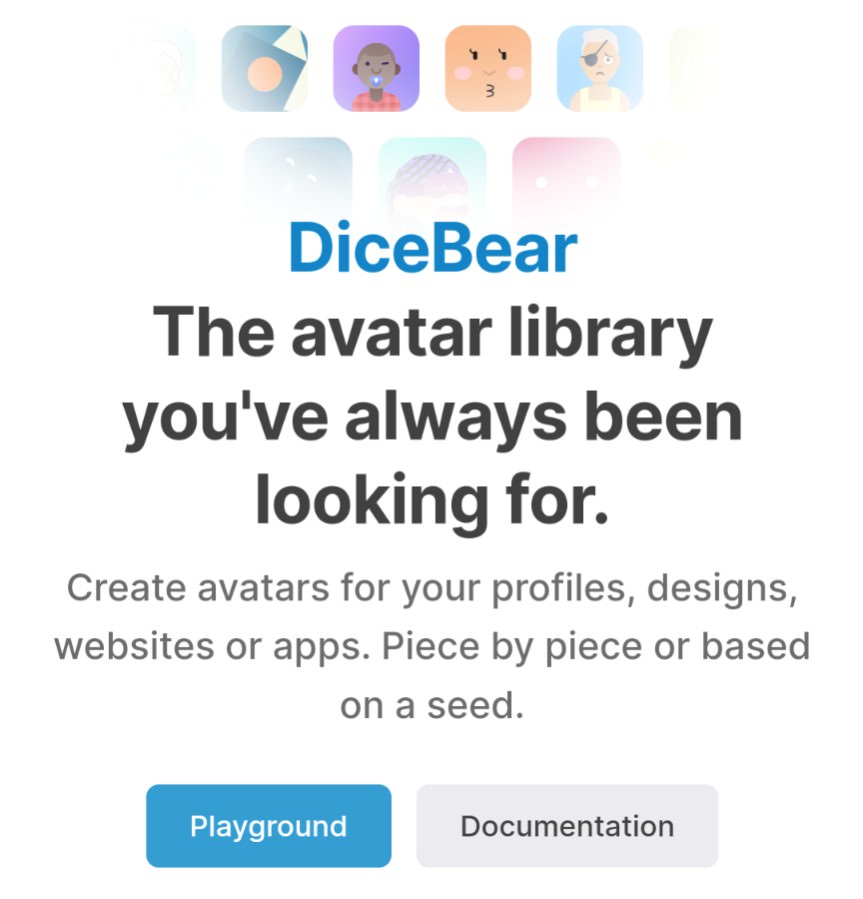 DiceBear
The avatar library
you've always been
looking for.
Create avatars for your profiles, designs,
websites or apps. Piece by piece or based
on a seed.
Playground
Documentation